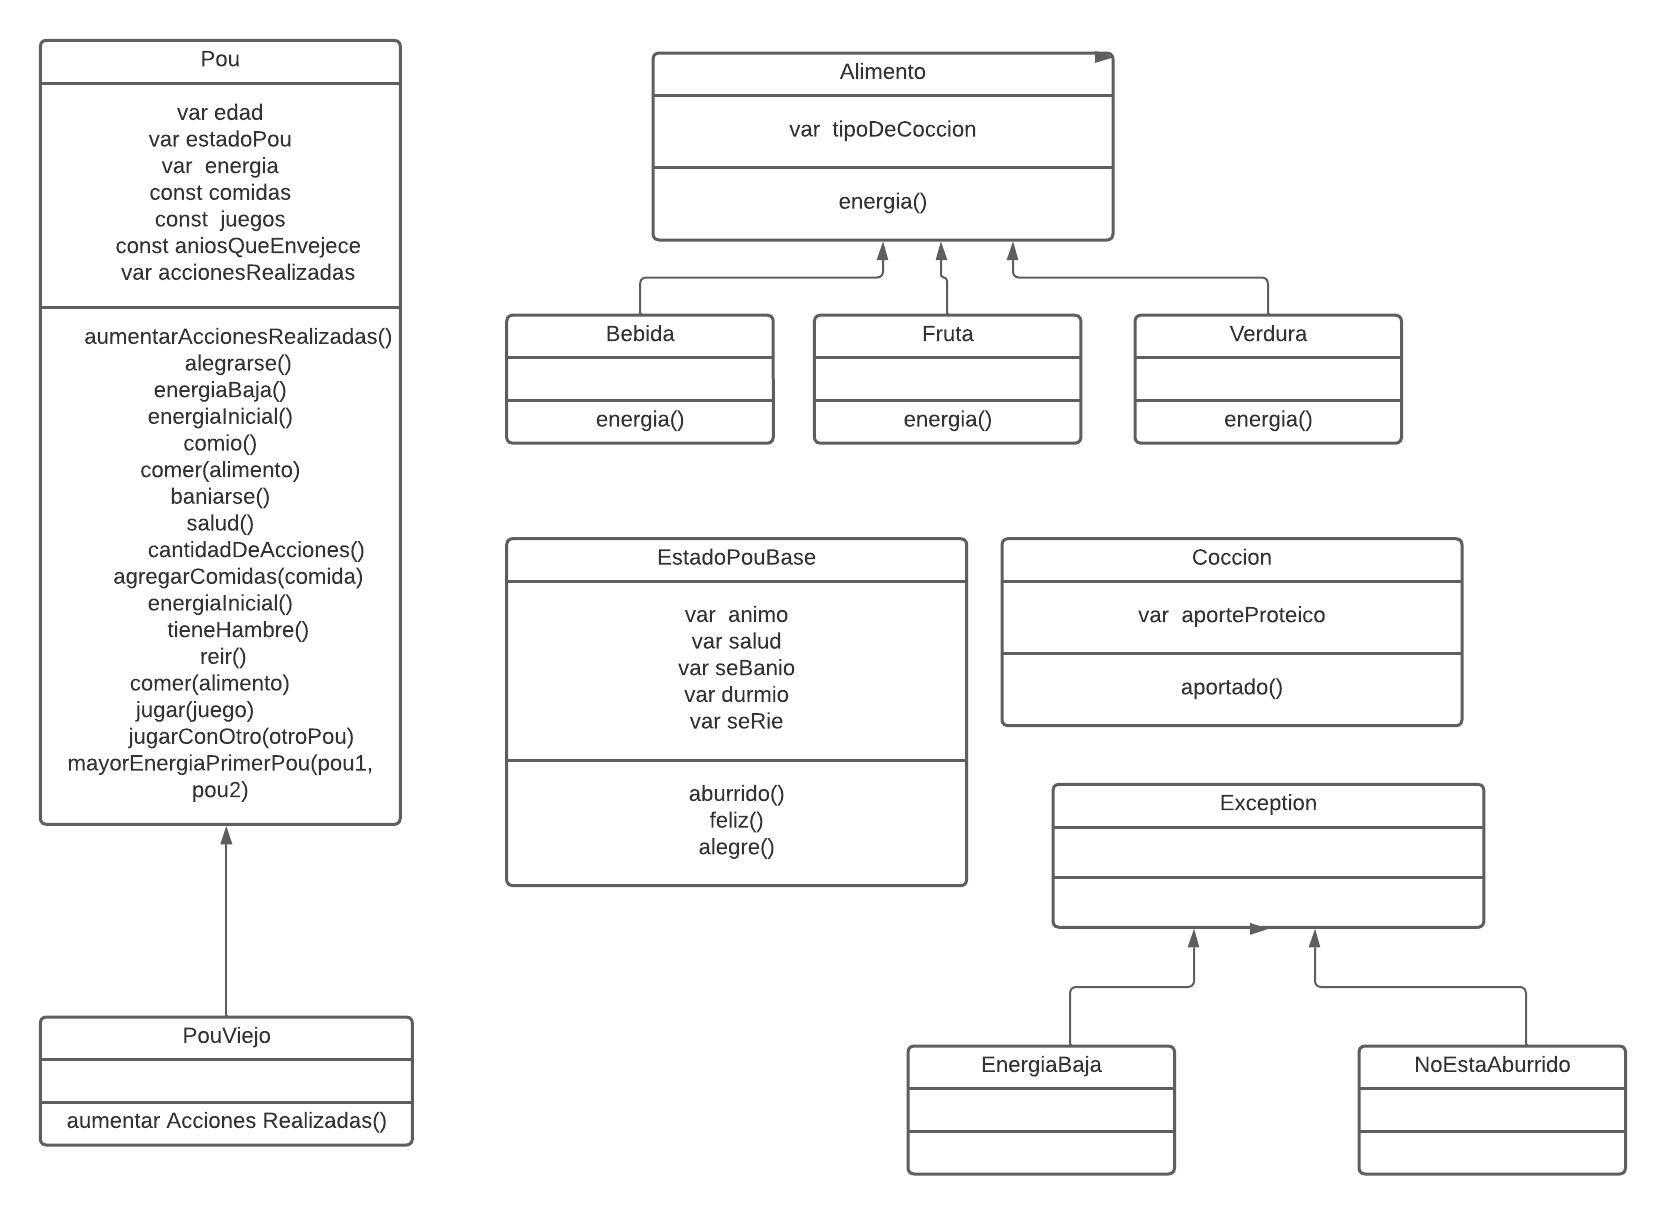 Pou
var edad
var estadoPou
var  energia
const comidas
const  juegos
const aniosQueEnvejece
var accionesRealizadas
aumentarAccionesRealizadas()
alegrarse()
energiaBaja()
energiaInicial()
comio()
comer(alimento)
baniarse()
salud()
cantidadDeAcciones()
agregarComidas(comida)
energiaInicial()
tieneHambre()
reir()
comer(alimento)
jugar(juego)
jugarConOtro(otroPou)
mayorEnergiaPrimerPou(pou1,
pou2)
PouViejo
aumentar Acciones Realizadas()
Alimento
var  tipoDeCoccion
energia()
Bebida
energia()
Fruta
energia()
Verdura
energia()
EstadoPouBase
var  animo
var salud
var seBanio
var durmio
var seRie
aburrido()
feliz()
alegre()
Coccion
var  aporteProteico
aportado()
Exception
EnergiaBaja
NoEstaAburrido